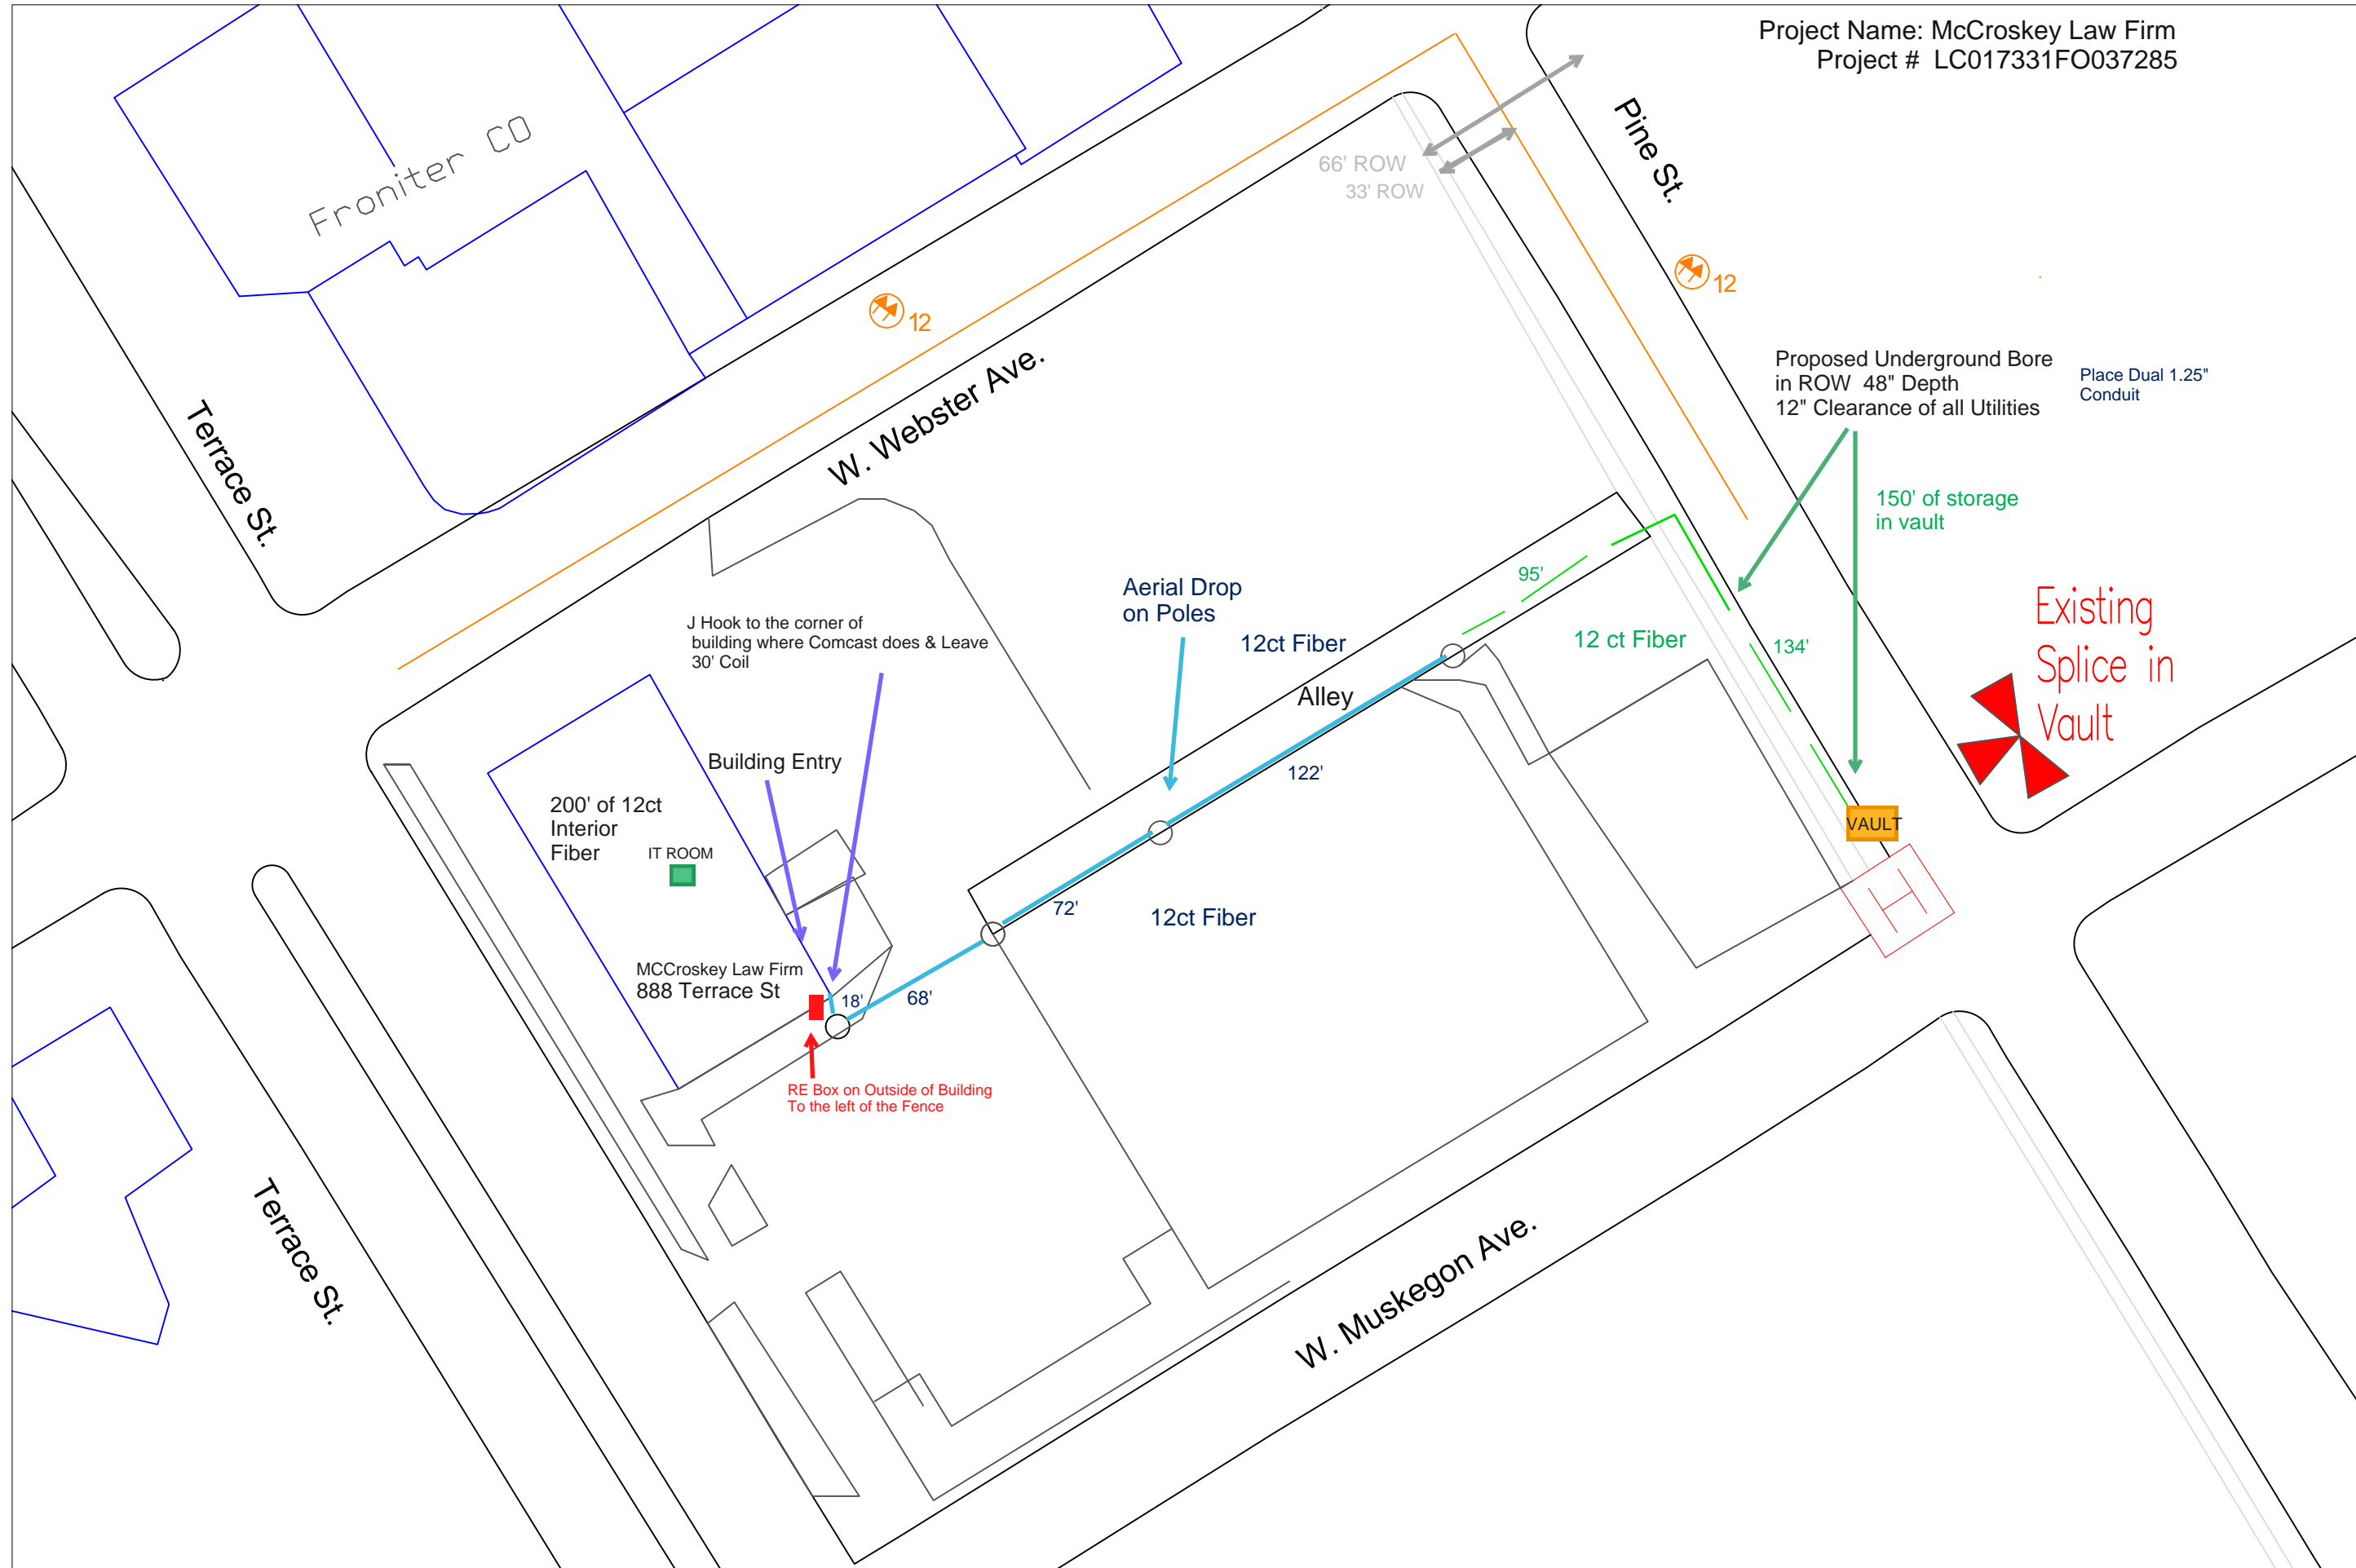 Project Name: McCroskey Law Firm
Project #  LC017331FO037285
Froniter CO
Pine St.
66' ROW
33' ROW
12
12
Terrace St.
W. Webster Ave.
Proposed Underground Bore
in ROW  48" Depth
12" Clearance of all Utilities
Place Dual 1.25"
Conduit
150' of storage
in vault
Existing
Splice in
Vault
Aerial Drop
on Poles
12ct Fiber
95'
12 ct Fiber
134'
J Hook to the corner of
building where Comcast does & Leave
30' Coil
Alley
Building Entry
122'
200' of 12ct
Interior
Fiber
IT ROOM
VAULT
72'
12ct Fiber
H
MCCroskey Law Firm
888 Terrace St
18'
68'
RE Box on Outside of Building
To the left of the Fence
Terrace St.
W. Muskegon Ave.